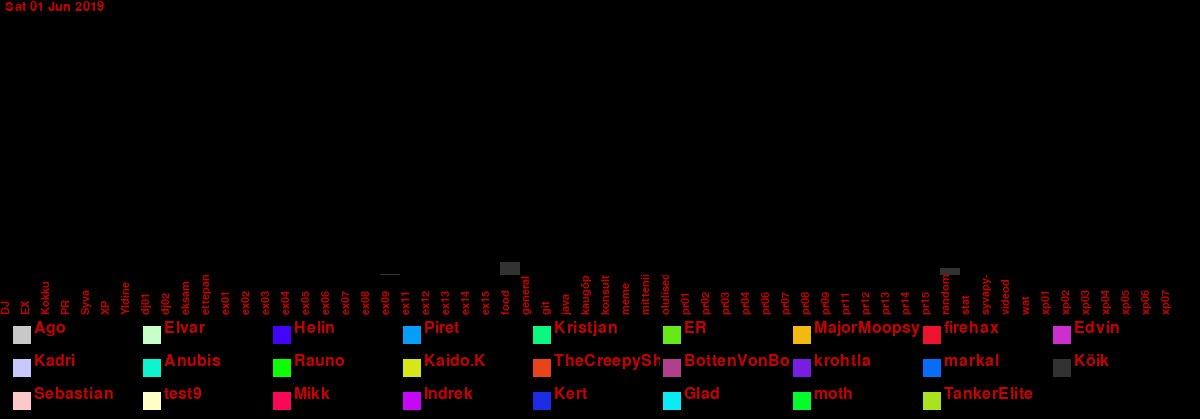 Sat 01 Jun 2019
DJ EX Kokku PR Syva XP Yldine dj01 dj02 eksam ettepan ex01 ex02 ex03 ex04 ex05 ex06 ex07 ex08 ex09 ex11 ex12 ex13 ex14 ex15 food general git java kaugõp konsult meme mitteni olulised pr01 pr02 pr03 pr04 pr06 pr07 pr08 pr09 pr11 pr12 pr13 pr14 pr15 random stat syvapy- videod wat xp01 xp02 xp03 xp04 xp05 xp06 xp07
Ago Elvar Helin Piret Kristjan ER MajorMoopsy firehax Edvin
Kadri Anubis Rauno Kaido.K TheCreepySh BottenVonBo krohtla markal Kõik
Sebastian test9 Mikk Indrek Kert Glad moth TankerElite